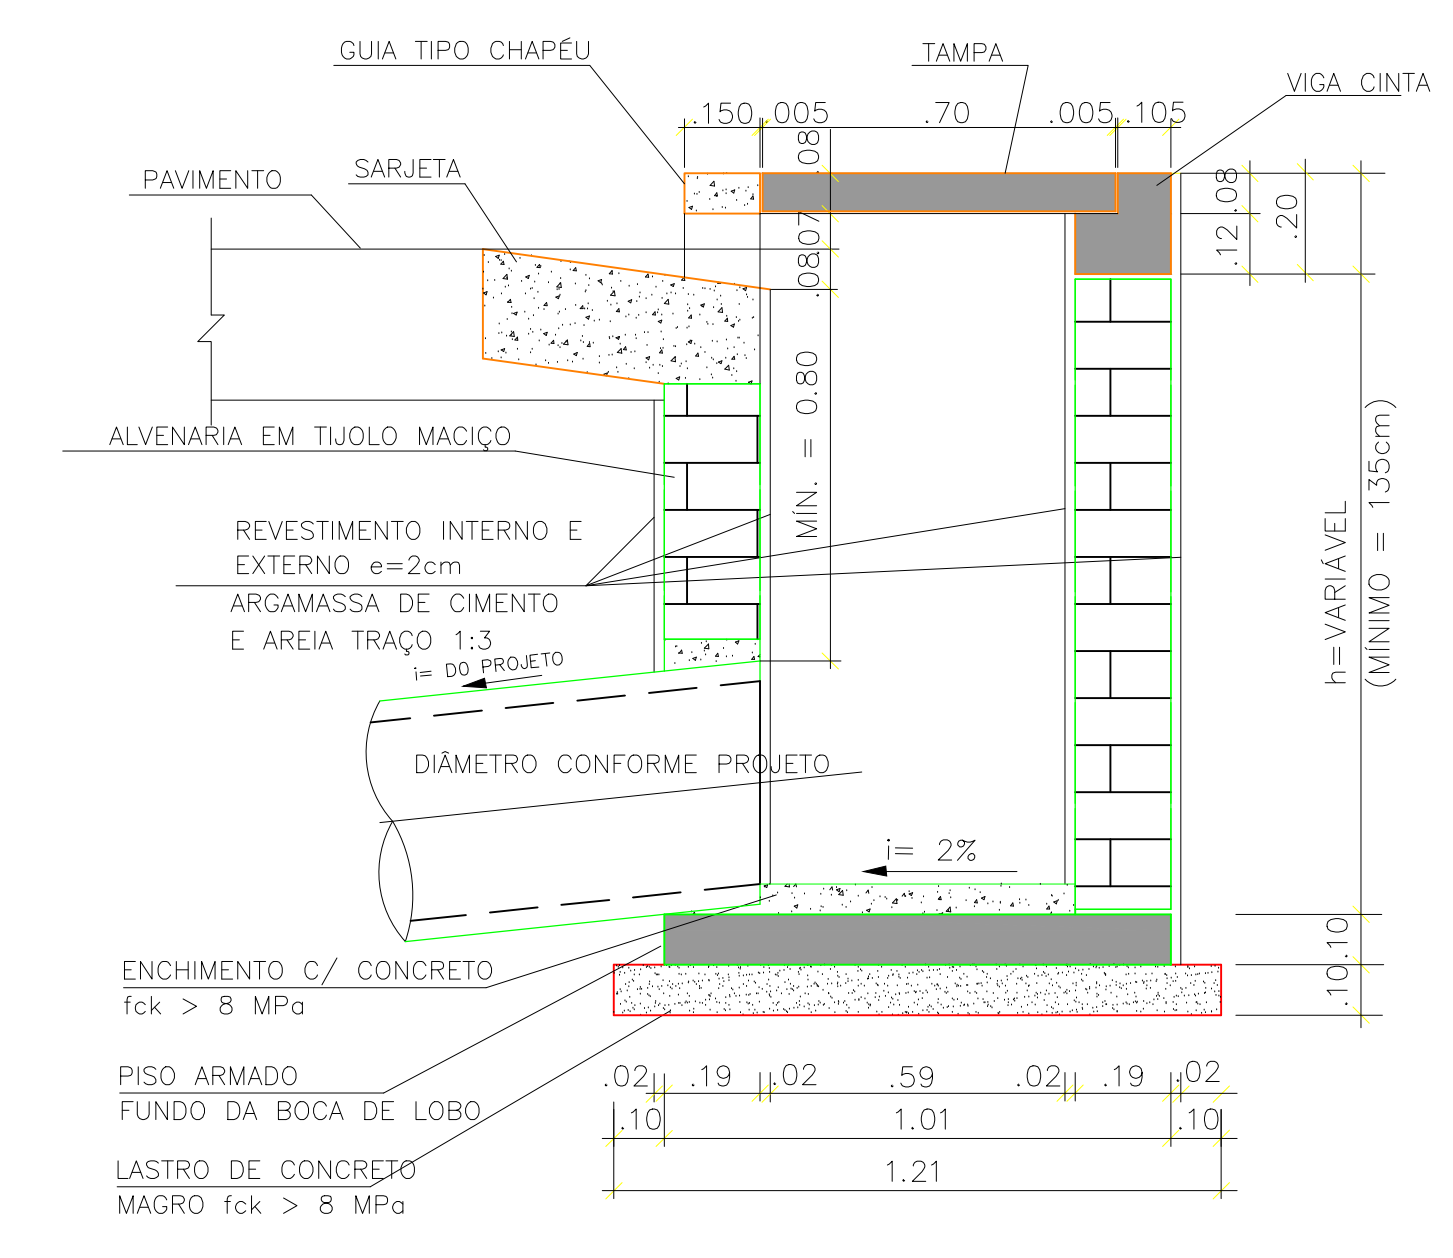 GUIA TIPO CHAPÉU
TAMPA
VIGA CINTA
.150
.005
.70
.005
.105
SARJETA
PAVIMENTO
.08
.07
.08
.08
.12
.20
MÍN. = 0.80
ALVENARIA EM TIJOLO MACIÇO
REVESTIMENTO INTERNO E
EXTERNO e=2cm
ARGAMASSA DE CIMENTO
E AREIA TRAÇO 1:3
h=VARIÁVEL
(MÍNIMO = 135cm)
i= DO PROJETO
DIÂMETRO CONFORME PROJETO
i= 2%
ENCHIMENTO C/ CONCRETO
fck > 8 MPa
.10
.10
PISO ARMADO
FUNDO DA BOCA DE LOBO
LASTRO DE CONCRETO
MAGRO fck > 8 MPa
.02
.19
.02
.59
.02
.19
.02
.10
1.01
.10
1.21